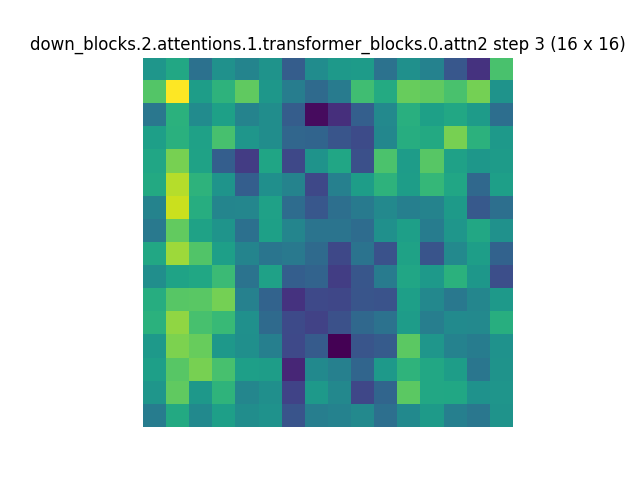 down_blocks.2.attentions.1.transformer_blocks.0.attn2 step 3 (16 x 16)